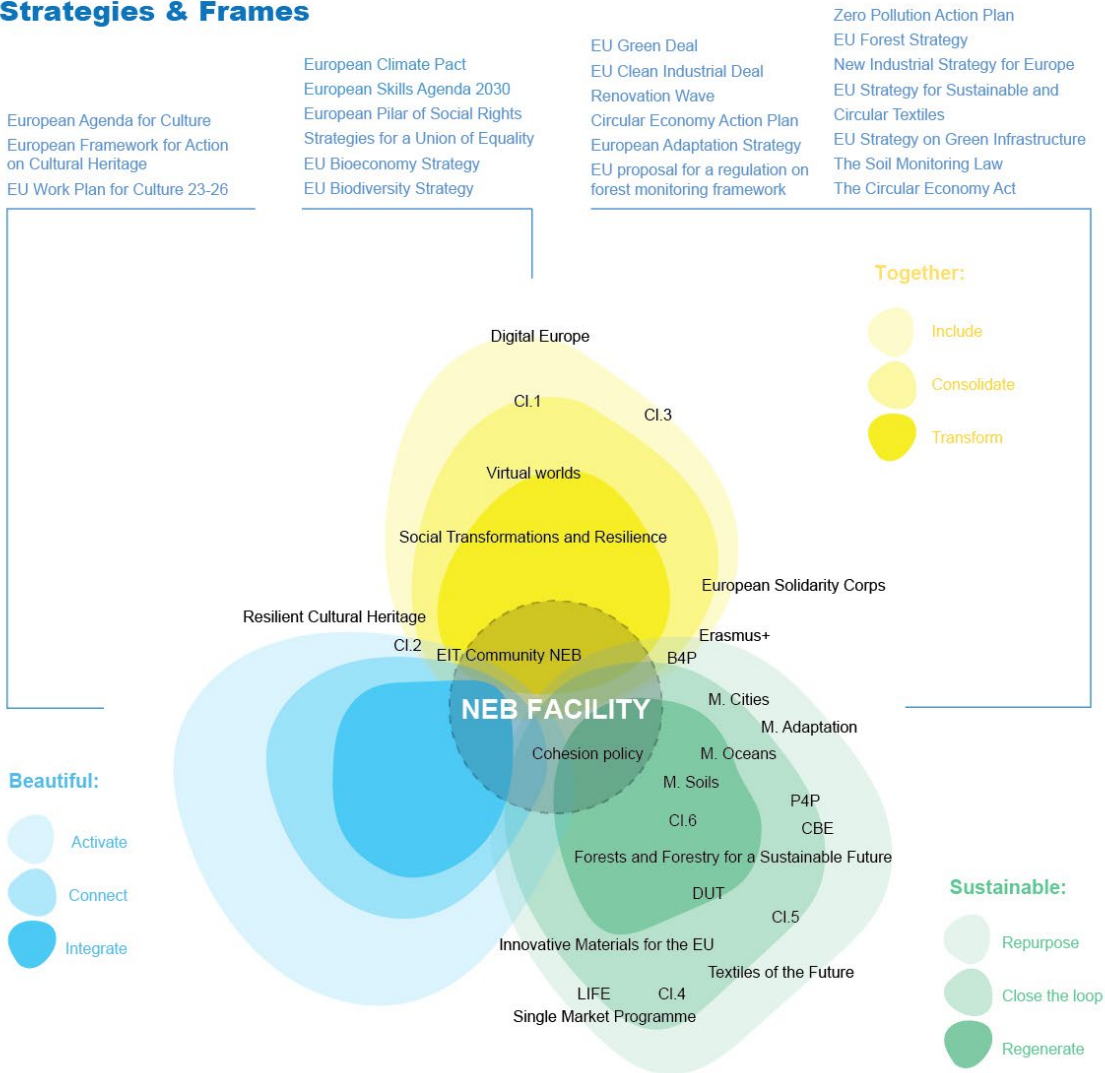 Strategies & Frames
European Agenda for Culture
European Framework for Action
on Cultural Heritage
EU Work Plan for Culture 23-26
European Climate Pact
European Skills Agenda 2030
European Pilar of Social Rights
Strategies for a Union of Equality
EU Bioeconomy Strategy
EU Biodiversity Strategy
EU Green Deal
EU Clean Industrial Deal
Renovation Wave
Circular Economy Action Plan
European Adaptation Strategy
EU proposal for a regulation on
forest monitoring framework
Zero Pollution Action Plan
EU Forest Strategy
New Industrial Strategy for Europe
EU Strategy for Sustainable and
Circular Textiles
EU Strategy on Green Infrastructure
The Soil Monitoring Law
The Circular Economy Act
Together:
Include
Consolidate
Transform
Digital Europe
Cl.1
Cl.3
Virtual worlds
Social Transformations and Resilience
European Solidarity Corps
Resilient Cultural Heritage
Cl.2
EIT Community NEB
Erasmus+
B4P
NEB FACILITY
M. Cities
M. Adaptation
Cohesion policy
M. Oceans
M. Soils
P4P
Cl.6
CBE
Forests and Forestry for a Sustainable Future
DUT
Cl.5
Innovative Materials for the EU
Textiles of the Future
LIFE
Cl.4
Single Market Programme
Beautiful:
Activate
Connect
Integrate
Sustainable:
Repurpose
Close the loop
Regenerate